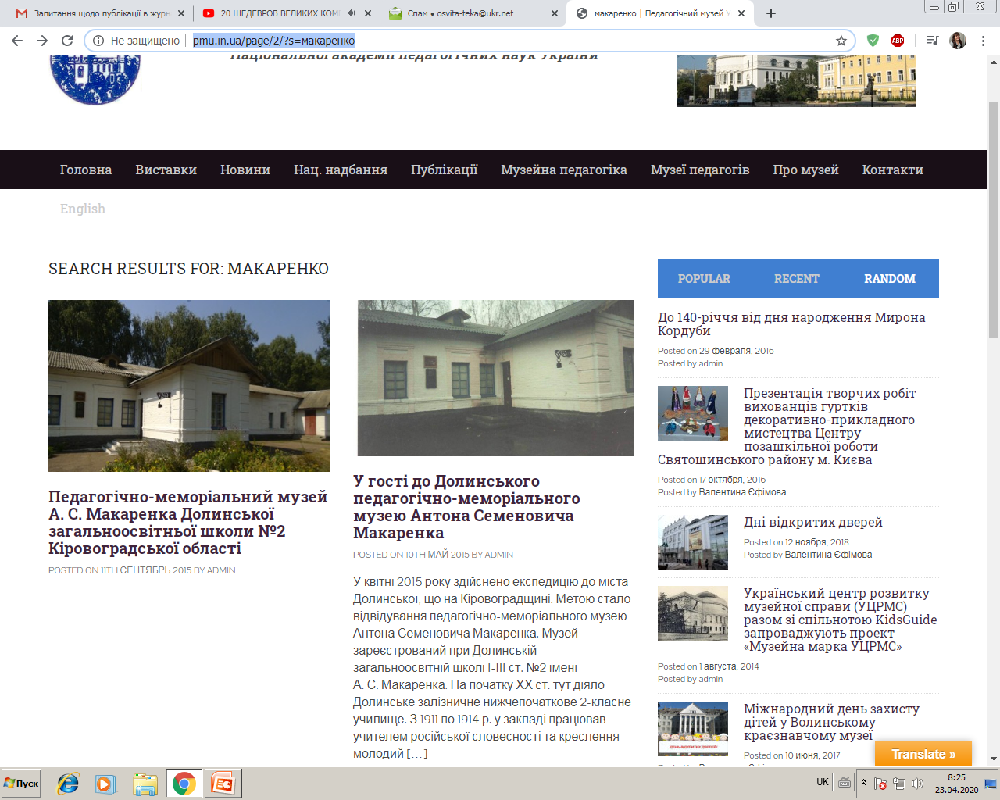 Запитання щодо публікації в журн
20 ШЕДЕВРОВ ВЕЛИКИХ КОМП
Спам • osvita-teka@ukr.net
макаренко | Педагогічний музей У
Не защищено
pmu.in.ua/page/2/?s=макаренко
ABP
Національної академії педагогічних наук України
Головна Виставки Новини Нац. надбання Публікації Музейна педагогіка Музеї педагогів Про музей Контакти
English
SEARCH RESULTS FOR: МАКАРЕНКО
Педагогічно-меморіальний музей
А. С. Макаренка Долинської
загальноосвітньої школи №2
Кіровоградської області
POSTED ON 11TH СЕНТЯБРЬ 2015 BY ADMIN
У гості до Долинського
педагогічно-меморіального
музею Антона Семеновича
Макаренка
POSTED ON 10TH МАЙ 2015 BY ADMIN
У квітні 2015 року здійснено експедицію до міста
Долинської, що на Кіровоградщині. Метою стало
відвідування педагогічно-меморіального музею
Антона Семеновича Макаренка. Музей
зареєстрований при Долинській
загальноосвітній школі І-ІІІ ст. №2 імені
А. С. Макаренка. На початку ХХ ст. тут діяло
Долинське залізничне нижчепочаткове 2-класне
училище. З 1911 по 1914 р. у закладі працював
учителем російської словесності та креслення
молодий […]
POPULAR RECENT RANDOM
До 140-річчя від дня народження Мирона
Кордуби
Posted on 29 февраля, 2016
Posted by admin
Презентація творчих робіт
вихованців гуртків
декоративно-прикладного
мистецтва Центру
позашкільної роботи
Святошинського району м. Києва
Posted on 17 октября, 2016
Posted by Валентина Єфімова
Дні відкритих дверей
Posted on 12 ноября, 2018
Posted by Валентина Єфімова
Український центр розвитку
музейної справи (УЦРМС)
разом зі спільнотою KidsGuide
запроваджують проект
«Музейна марка УЦРМС»
Posted on 1 августа, 2014
Posted by admin
Міжнародний день захисту
дітей у Волинському
краєзнавчому музеї
Posted on 10 июня, 2017
Translate »
Пуск
UK
8:25
23.04.2020